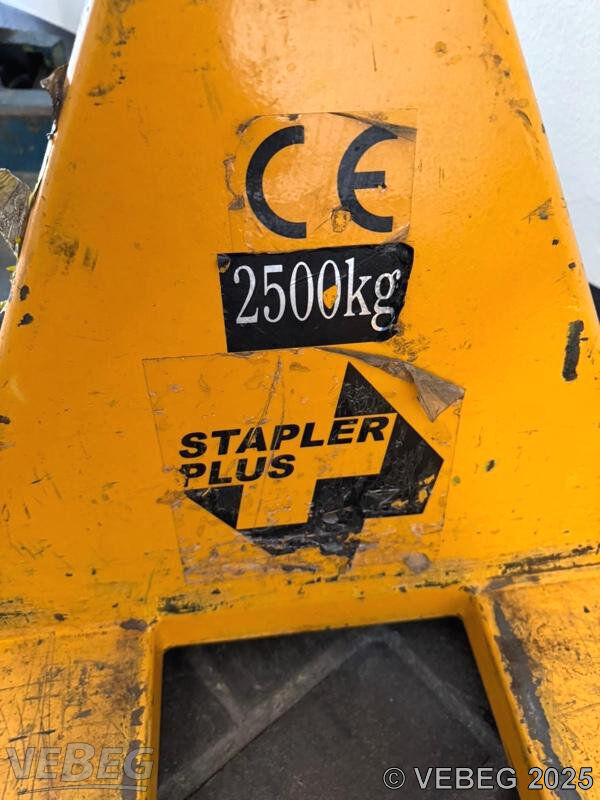 CE
2500kg
STAPLER
PLUS
VEBEG
© VEBEG 2025